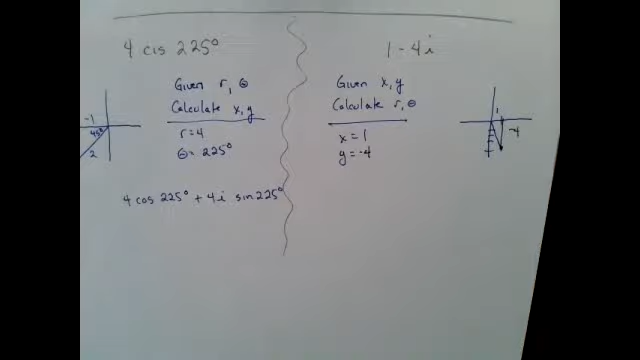 4 cis 225°
-1
45°
2
Given r, θ
Calculate x, y
r = 4
θ = 225°
4 cos 225° + 4i sin 225°
1 - 4i
Given x, y
Calculate r, θ
x = 1
y = -4
1
-4